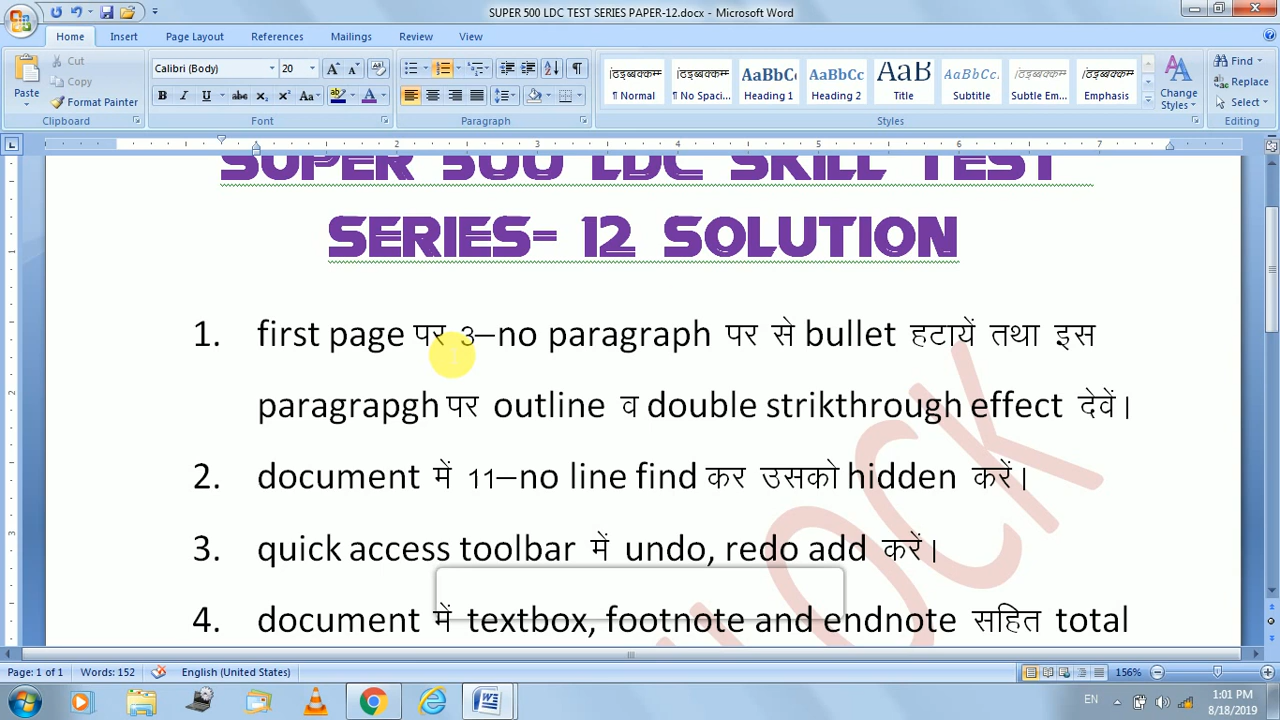 SUPER 500 LDC TEST SERIES PAPER-12.docx - Microsoft Word
Home Insert Page Layout References Mailings Review View
Paste
Cut
Copy
Format Painter
Clipboard
Calibri (Body) 20
Font
Paragraph
¶ Normal ¶ No Spaci... Heading 1 Heading 2 Title Subtitle Subtle Em... Emphasis
Styles
Change Styles
Find
Replace
Select
Editing
SUPER 500 LDC SKILL TEST
SERIES- 12 SOLUTION
1. first page पर 3–no paragraph पर से bullet हटायें तथा इस
paragrapgh पर outline व double strikthrough effect देवें।
2. document में 11–no line find कर उसको hidden करें।
3. quick access toolbar में undo, redo add करें।
4. document में textbox, footnote and endnote सहित total
Page: 1 of 1 Words: 152 English (United States) 156%
EN 1:01 PM
8/18/2019